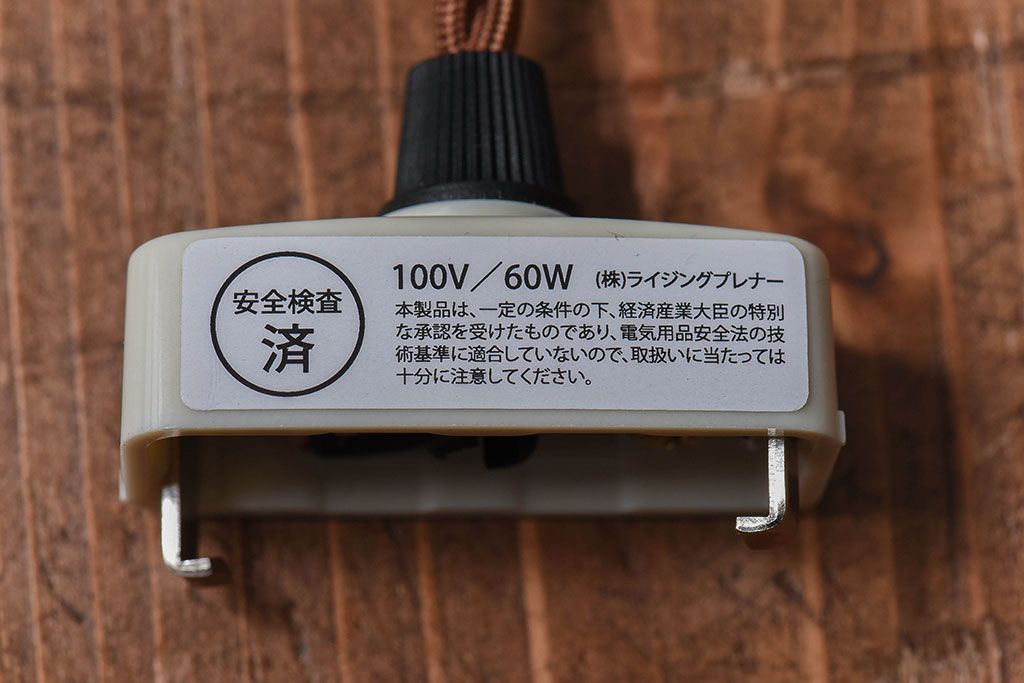 安全検査
済
100V／60W (株)ライジングプレナー
本製品は、一定の条件の下、経済産業大臣の特別
な承認を受けたものであり、電気用品安全法の技
術基準に適合していないので、取扱いに当たっては
十分に注意してください。